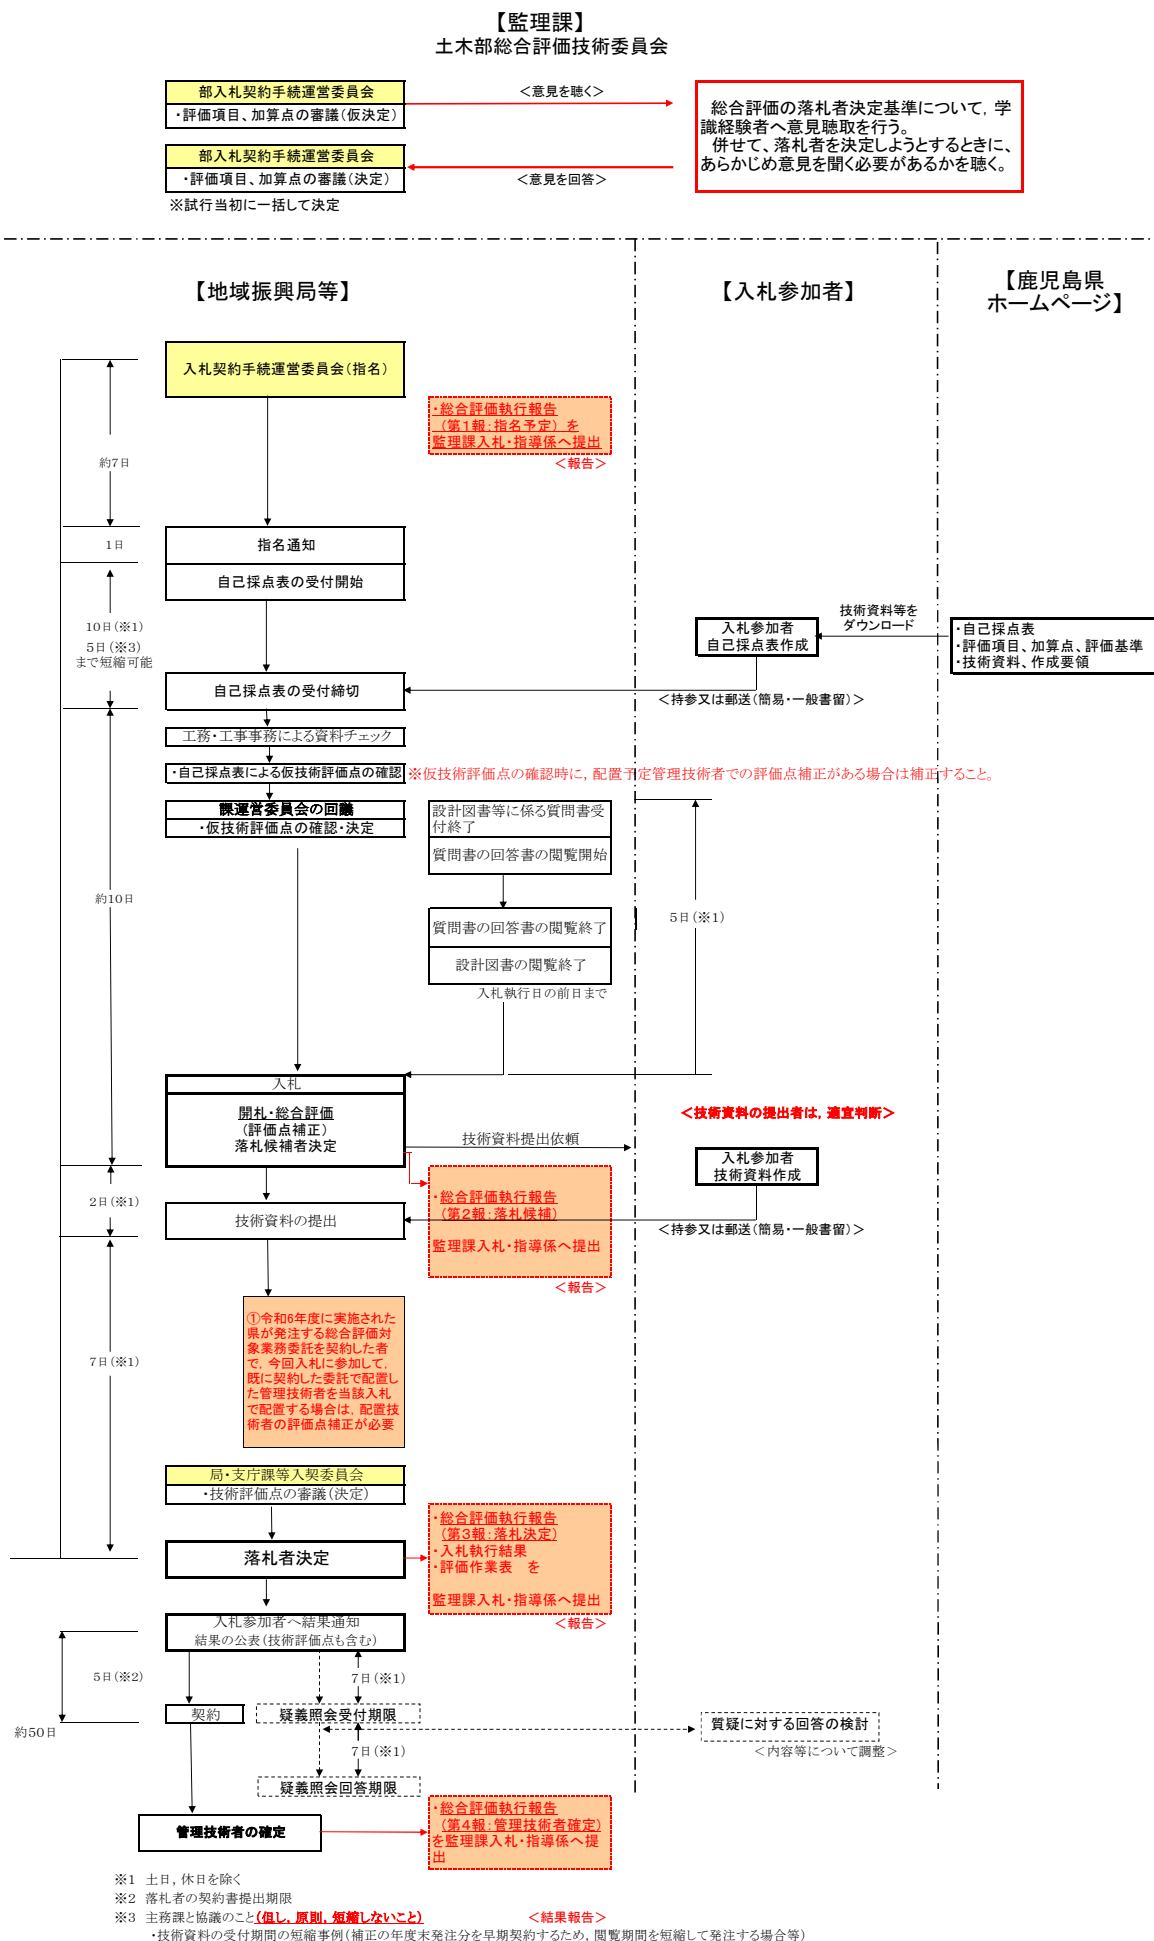 【監理課】
土木部総合評価技術委員会
部入札契約手続運営委員会
・評価項目、加算点の審議(仮決定)
＜意見を聴く＞
総合評価の落札者決定基準について，学
識経験者へ意見聴取を行う。
併せて、落札者を決定しようとするときに、
あらかじめ意見を聞く必要があるかを聴く。
部入札契約手続運営委員会
・評価項目、加算点の審議(決定)
＜意見を回答＞
※試行当初に一括して決定
【地域振興局等】
【入札参加者】
【鹿児島県
ホームページ】
入札契約手続運営委員会(指名)
・総合評価執行報告
(第1報:指名予定) を
監理課入札・指導係へ提出
＜報告＞
約7日
1日
指名通知
自己採点表の受付開始
10日(※1)
5日(※3)
まで短縮可能
入札参加者
自己採点表作成
技術資料等を
ダウンロード
・自己採点表
・評価項目、加算点、評価基準
・技術資料、作成要領
自己採点表の受付締切
＜持参又は郵送(簡易・一般書留)＞
工務・工事事務による資料チェック
・自己採点表による仮技術評価点の確認
※仮技術評価点の確認時に，配置予定管理技術者での評価点補正がある場合は補正すること。
課運営委員会の回議
・仮技術評価点の確認・決定
設計図書等に係る質問書受
付終了
質問書の回答書の閲覧開始
約10日
5日(※1)
質問書の回答書の閲覧終了
設計図書の閲覧終了
入札執行日の前日まで
入札
開札・総合評価
(評価点補正)
落札候補者決定
＜技術資料の提出者は，適宜判断＞
技術資料提出依頼
入札参加者
技術資料作成
2日(※1)
・総合評価執行報告
(第2報:落札候補)
監理課入札・指導係へ提出
＜報告＞
技術資料の提出
＜持参又は郵送(簡易・一般書留)＞
7日(※1)
①令和6年度に実施された
県が発注する総合評価対
象業務委託を契約した者
で，今回入札に参加して，
既に契約した委託で配置し
た管理技術者を当該入札
で配置する場合は，配置技
術者の評価点補正が必要
局・支庁課等入契委員会
・技術評価点の審議(決定)
・総合評価執行報告
(第3報:落札決定)
・入札執行結果
・評価作業表 を
監理課入札・指導係へ提出
＜報告＞
落札者決定
入札参加者へ結果通知
結果の公表(技術評価点も含む)
5日(※2)
7日(※1)
契約
疑義照会受付期限
約50日
質疑に対する回答の検討
＜内容等について調整＞
7日(※1)
疑義照会回答期限
管理技術者の確定
・総合評価執行報告
(第4報:管理技術者確定)
を監理課入札・指導係へ提
出
※1 土日，休日を除く
※2 落札者の契約書提出期限
※3 主務課と協議のこと(但し，原則，短縮しないこと)
＜結果報告＞
・技術資料の受付期間の短縮事例(補正の年度末発注分を早期契約するため，閲覧期間を短縮して発注する場合等)